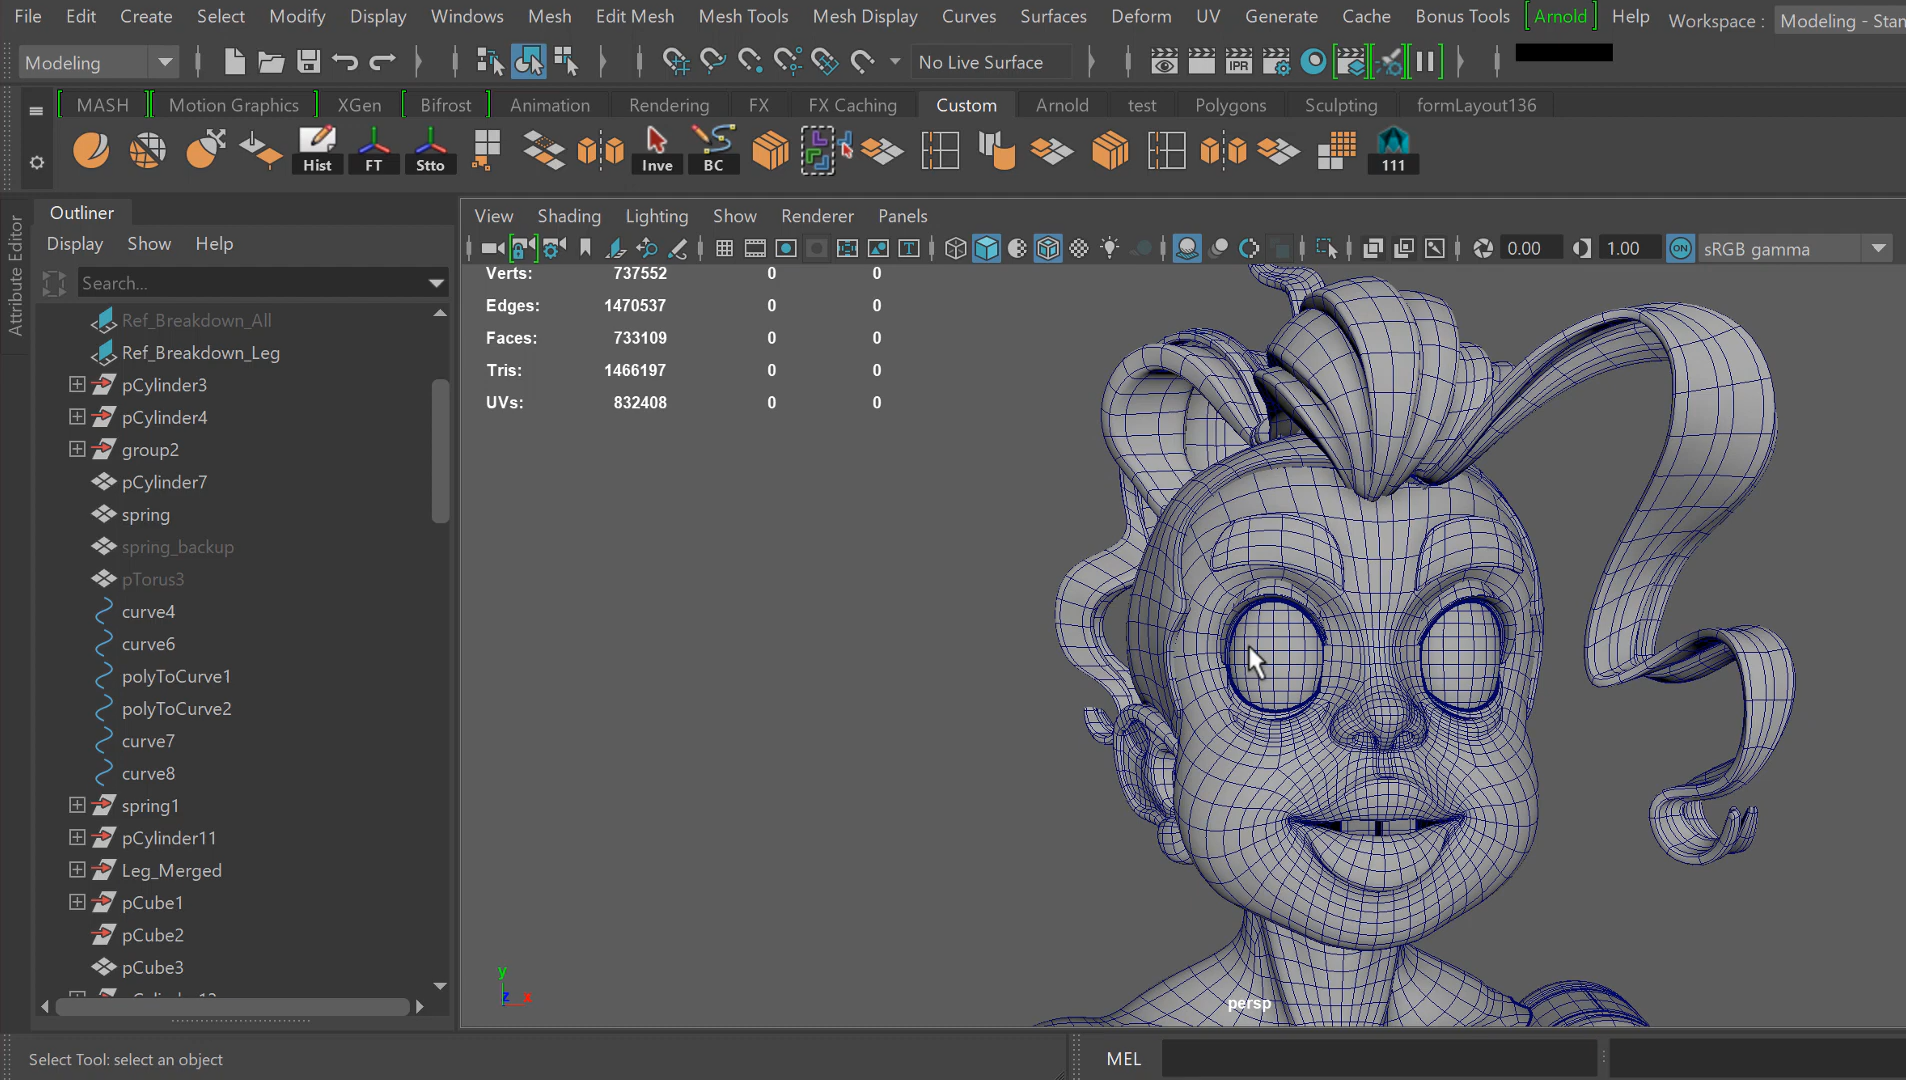 File Edit Create Select Modify Display Windows Mesh Edit Mesh Mesh Tools Mesh Display Curves Surfaces Deform UV Generate Cache Bonus Tools Arnold Help Workspace : Modeling - Stan
Modeling No Live Surface IPR
MASH Motion Graphics XGen Bifrost Animation Rendering FX FX Caching Custom Arnold test Polygons Sculpting formLayout136
Hist FT Stto Inve BC 111
Attribute Editor
Outliner
Display Show Help
Search...
Ref_Breakdown_All
Ref_Breakdown_Leg
pCylinder3
pCylinder4
group2
pCylinder7
spring
spring_backup
pTorus3
curve4
curve6
polyToCurve1
polyToCurve2
curve7
curve8
spring1
pCylinder11
Leg_Merged
pCube1
pCube2
pCube3
View Shading Lighting Show Renderer Panels
0.00 1.00 ON sRGB gamma
Verts: 737552 0 0
Edges: 1470537 0 0
Faces: 733109 0 0
Tris: 1466197 0 0
UVs: 832408 0 0
y
z x
persp
Select Tool: select an object
MEL